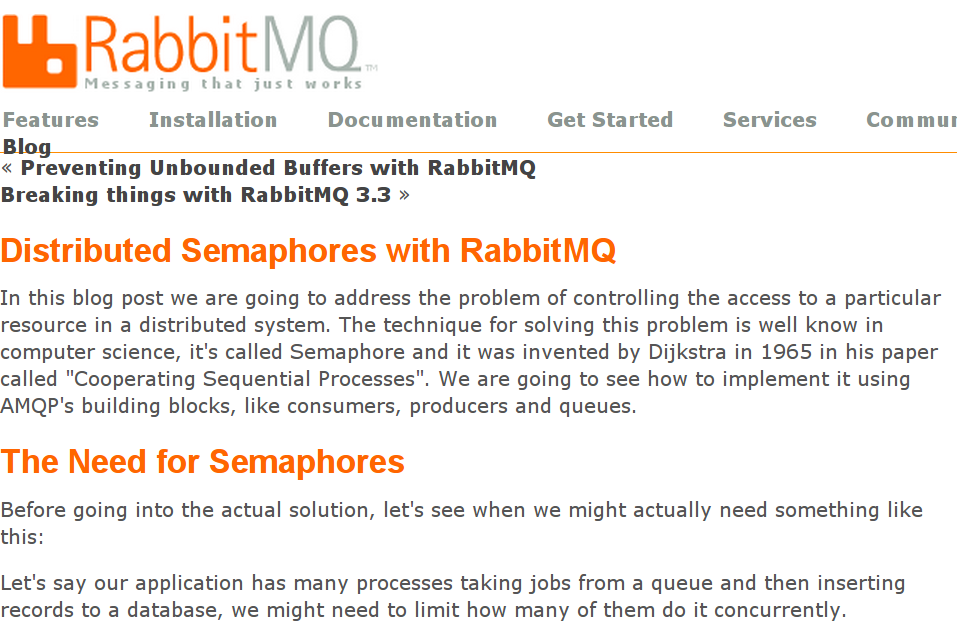 RabbitMQ™
Messaging that just works
Features Installation Documentation Get Started Services
Blog
« Preventing Unbounded Buffers with RabbitMQ
Breaking things with RabbitMQ 3.3 »
Distributed Semaphores with RabbitMQ
In this blog post we are going to address the problem of controlling the access to a particular
resource in a distributed system. The technique for solving this problem is well know in
computer science, it's called Semaphore and it was invented by Dijkstra in 1965 in his paper
called "Cooperating Sequential Processes". We are going to see how to implement it using
AMQP's building blocks, like consumers, producers and queues.
The Need for Semaphores
Before going into the actual solution, let's see when we might actually need something like
this:
Let's say our application has many processes taking jobs from a queue and then inserting
records to a database, we might need to limit how many of them do it concurrently.